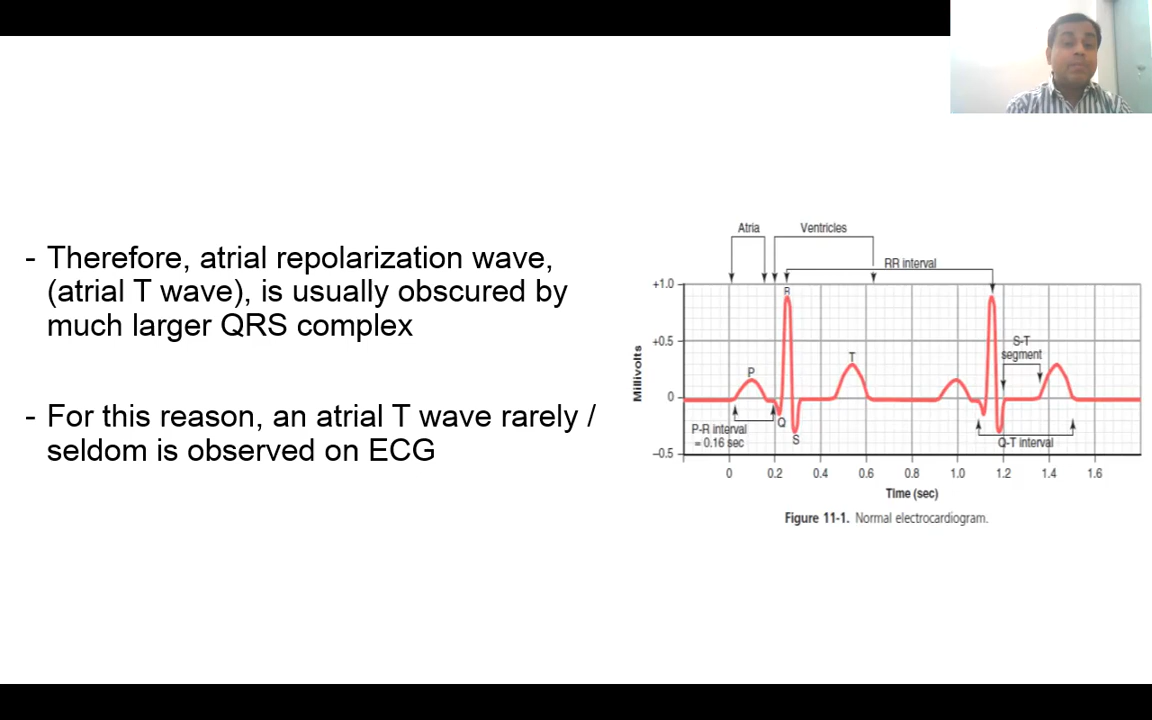 - Therefore, atrial repolarization wave,
(atrial T wave), is usually obscured by
much larger QRS complex
- For this reason, an atrial T wave rarely /
seldom is observed on ECG
Atria
Ventricles
RR interval
+1.0
R
+0.5
S-T
segment
T
P
Millivolts
0
Q
P-R interval
= 0.16 sec
S
Q-T interval
–0.5
0 0.2 0.4 0.6 0.8 1.0 1.2 1.4 1.6
Time (sec)
Figure 11-1. Normal electrocardiogram.